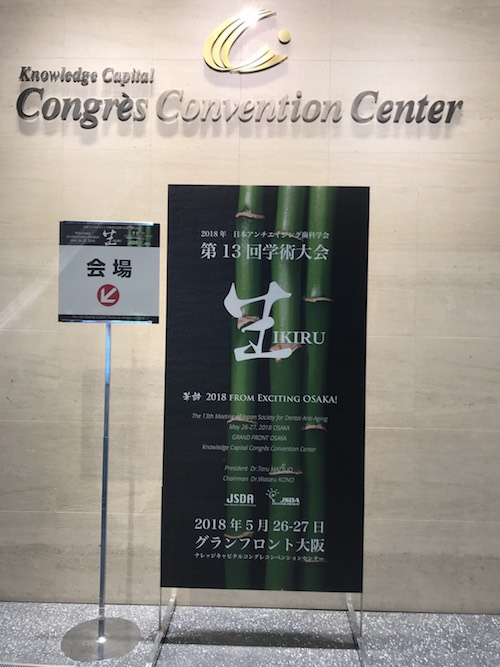 Knowledge Capital
Congrès Convention Center
会場
2018年 日本アンチエイジング歯科学会
第13回学術大会
生
IKIRU
2018 FROM EXCITING OSAKA!
The 13th Meeting of Japan Society for Dental Anti-Aging
May 26-27, 2018 OSAKA
GRAND FRONT OSAKA
Knowledge Capital Congrès Convention Center
President Dr.Toru
Chairman Dr.Wataru KONO
JSDA
JSDA
2018年5月26-27日
グランフロント大阪
ナレッジキャピタルコングレコンベンションセンター